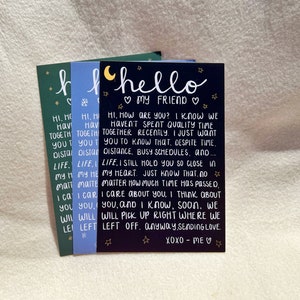 hello
♡ MY FRIEND ♡
HI, HOW ARE YOU? I KNOW WE
HAVEN'T SPENT QUALITY TIME
TOGETHER RECENTLY. I JUST WANT
YOU TO KNOW THAT, DESPITE TIME,
DISTANCE, BUSY SCHEDULES, AND...
LIFE, I STILL HOLD YOU SO CLOSE IN
MY HEART. JUST KNOW THAT, NO
MATTER HOW MUCH TIME HAS PASSED,
I CARE ABOUT YOU, I THINK ABOUT
YOU, AND I KNOW, SOON, WE
WILL PICK UP RIGHT WHERE WE
LEFT OFF. ANYWAY, SENDING LOVE.
XOXO - ME ♡